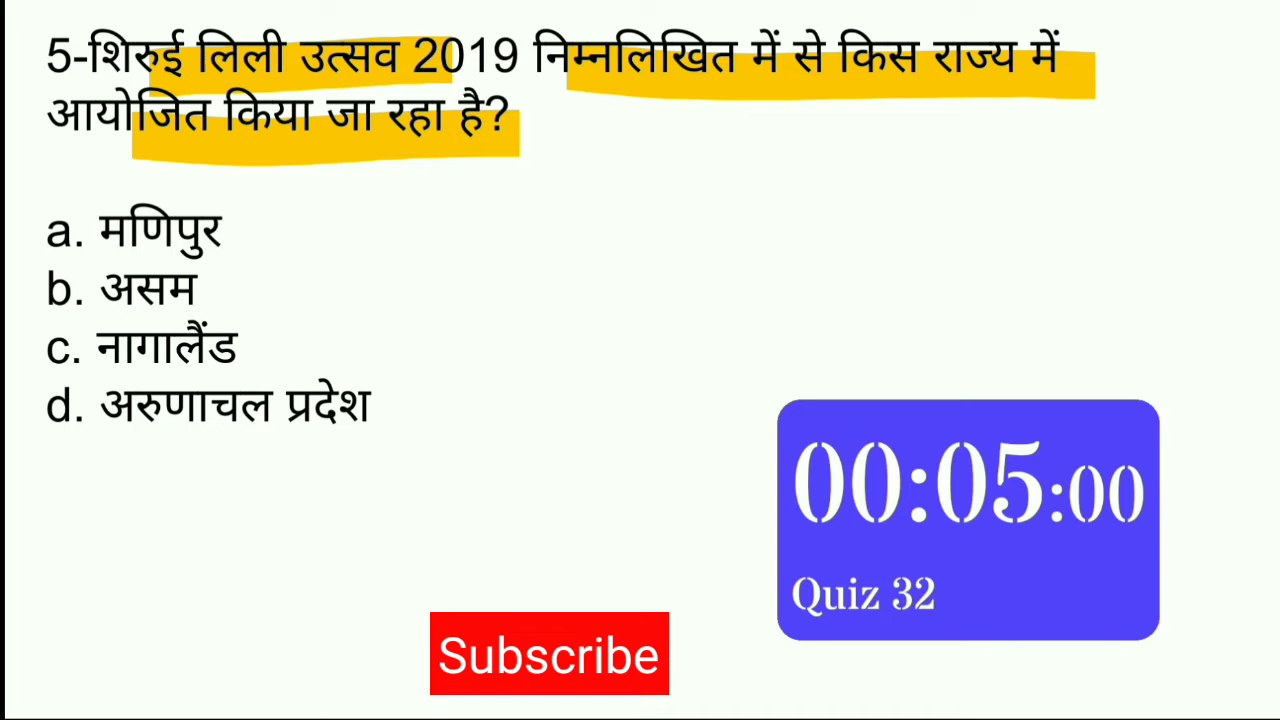 5-शिरुई लिली उत्सव 2019 निम्नलिखित में से किस राज्य में
आयोजित किया जा रहा है?
a. मणिपुर
b. असम
c. नागालैंड
d. अरुणाचल प्रदेश
00:05:00
Quiz 32
Subscribe